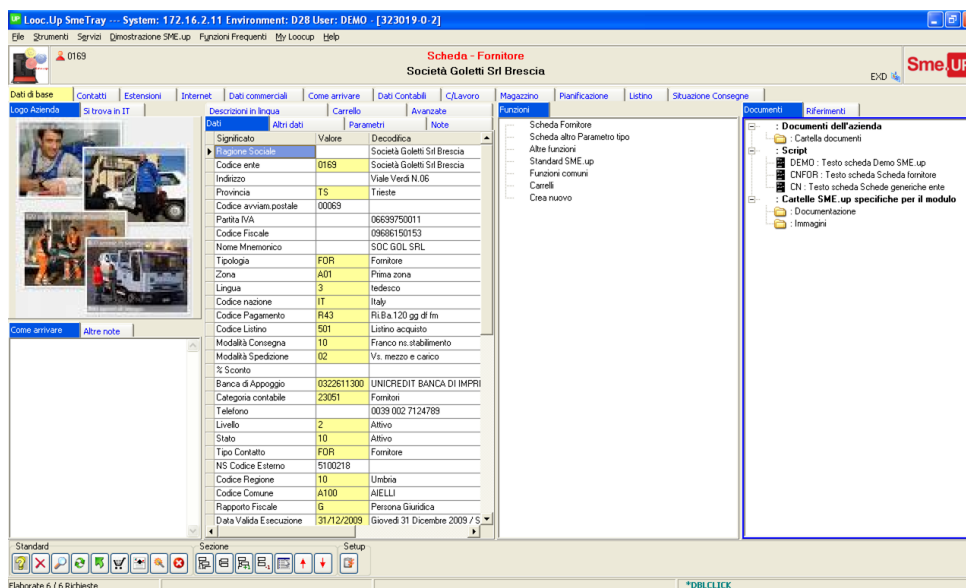 Looc.Up SmeTray --- System: 172.16.2.11 Environment: D28 User: DEMO - [323019-0-2]
File Strumenti Servizi Dimostrazione SME.up Funzioni Frequenti My Loocup Help
0169
Scheda - Fornitore
Società Goletti Srl Brescia
EXD
Sme.UP
Dati di base Contatti Estensioni Internet Dati commerciali Come arrivare Dati Contabili C/Lavoro Magazzino Pianificazione Listino Situazione Consegne
Logo Azienda Si trova in IT
Descrizioni in lingua Carrello Avanzate
Dati Altri dati Parametri Note
Significato Valore Decodifica
Ragione Sociale Società Goletti Srl Brescia
Codice ente 0169 Società Goletti Srl Brescia
Indirizzo Viale Verdi N.06
Provincia TS Trieste
Codice avviam.postale 00069
Partita IVA 06699750011
Codice Fiscale 09686150153
Nome Mnemonico SOC GOL SRL
Tipologia FOR Fornitore
Zona A01 Prima zona
Lingua 3 tedesco
Codice nazione IT Italy
Codice Pagamento R43 Ri.Ba.120 gg df fm
Codice Listino 501 Listino acquisto
Modalità Consegna 10 Franco ns.stabilimento
Modalità Spedizione 02 Vs. mezzo e carico
% Sconto
Banca di Appoggio 0322611300 UNICREDIT BANCA DI IMPRI
Categoria contabile 23051 Fornitori
Telefono 0039 002 7124789
Livello 2 Attivo
Stato 10 Attivo
Tipo Contatto FOR Fornitore
NS Codice Esterno 5100218
Codice Regione 10 Umbria
Codice Comune A100 AIELLI
Rapporto Fiscale G Persona Giuridica
Data Valida Esecuzione 31/12/2009 Giovedì 31 Dicembre 2009 / S
Come arrivare Altre note
Funzioni
Scheda Fornitore
Scheda altro Parametro tipo
Altre funzioni
Standard SME.up
Funzioni comuni
Carrelli
Crea nuovo
Documenti Riferimenti
: Documenti dell'azienda
: Cartella documenti
: Script
DEMO : Testo scheda Demo SME.up
CNFOR : Testo scheda Scheda fornitore
CN : Testo scheda Schede generiche ente
: Cartelle SME.up specifiche per il modulo
: Documentazione
: Immagini
Standard Sezione Setup
Elaborate 6 / 6 Richieste
*DBLCLICK